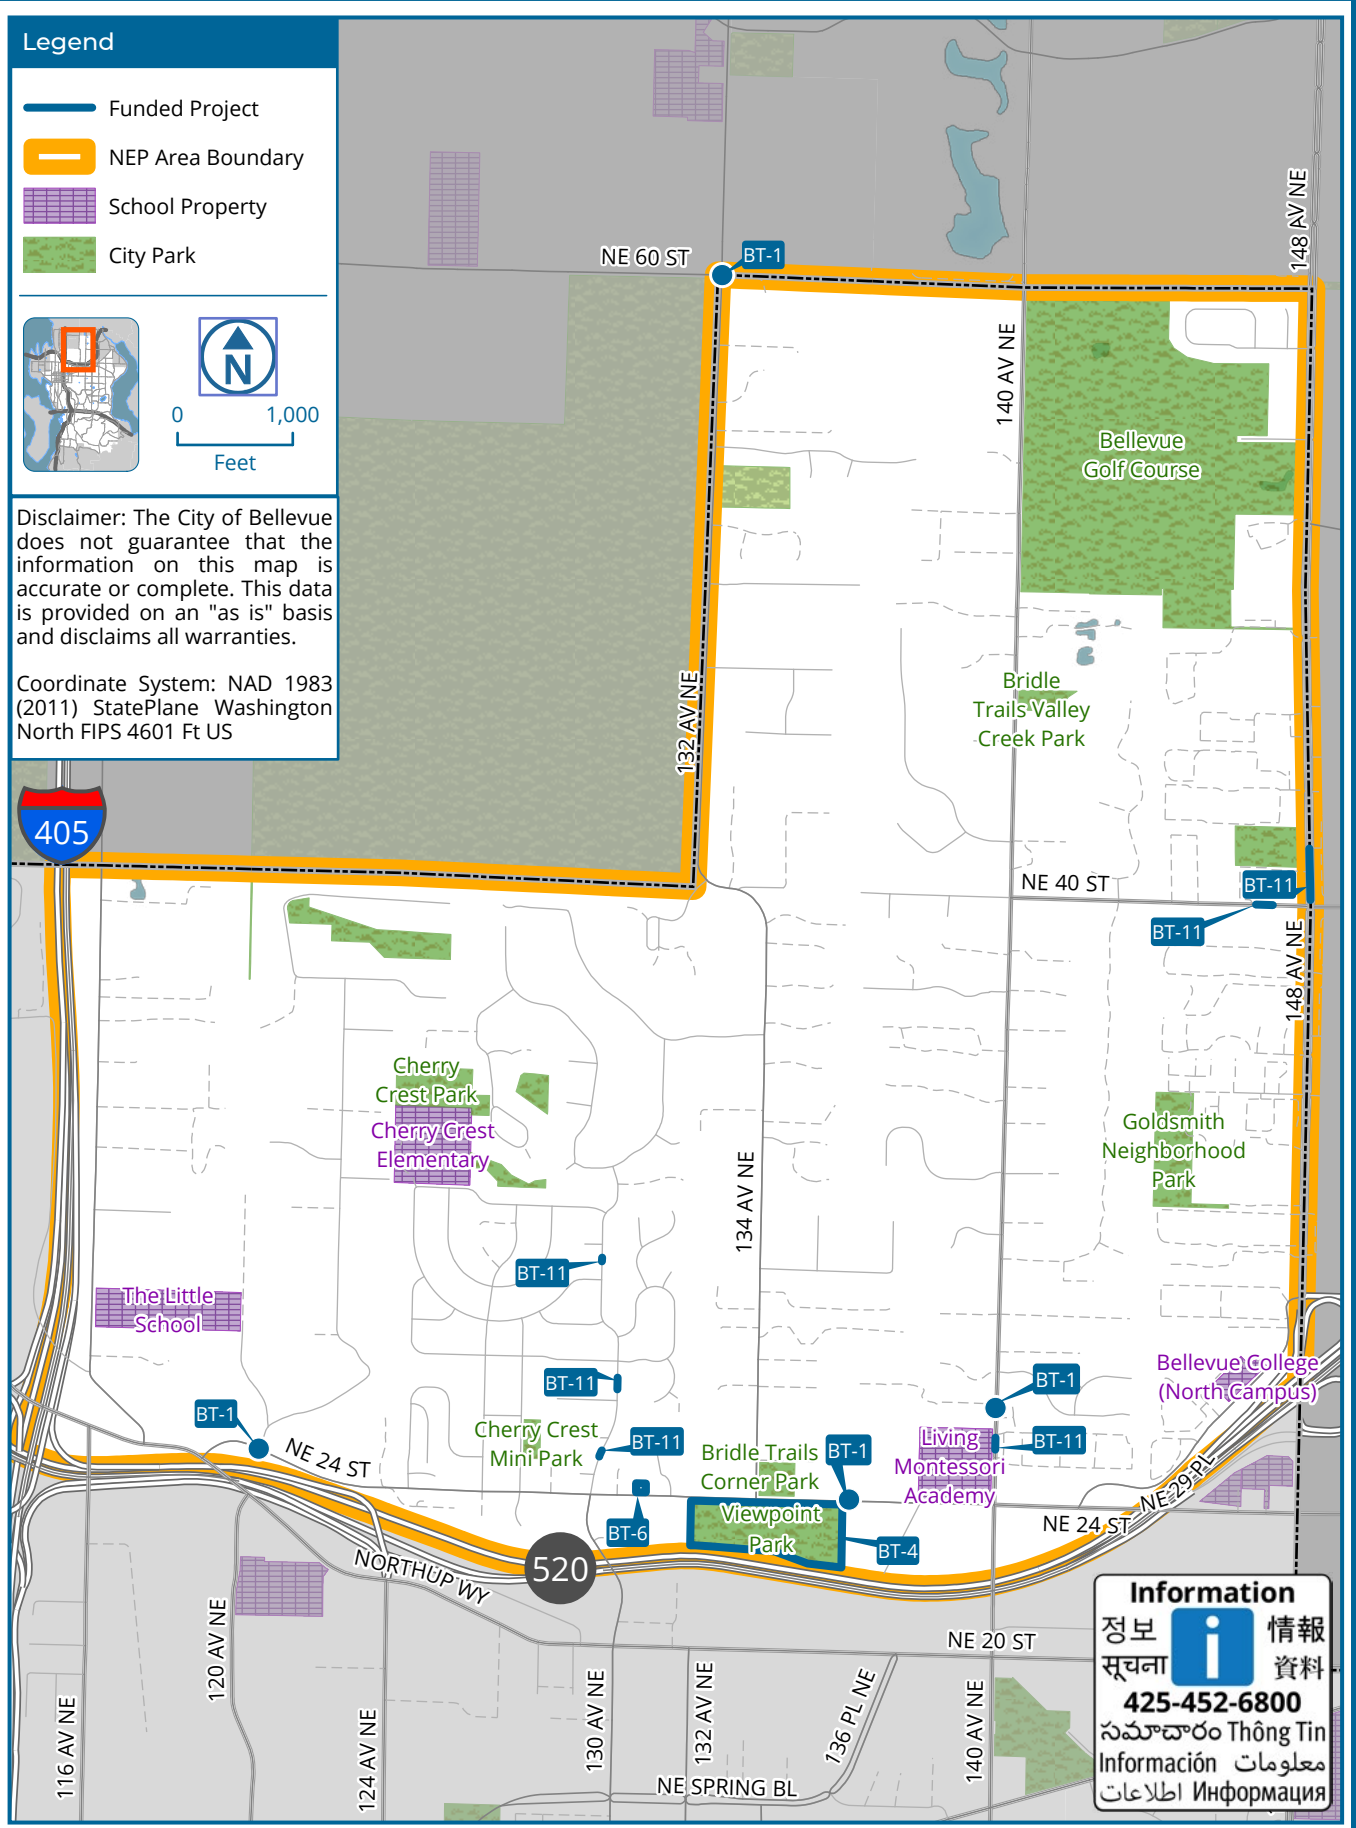 Legend
Funded Project
NEP Area Boundary
School Property
City Park
N
0 1,000
Feet
Disclaimer: The City of Bellevue
does not guarantee that the
information on this map is
accurate or complete. This data
is provided on an "as is" basis
and disclaims all warranties.
Coordinate System: NAD 1983
(2011) StatePlane Washington
North FIPS 4601 Ft US
148 AV NE
NE 60 ST
BT-1
140 AV NE
Bellevue
Golf Course
132 AV NE
Bridle
Trails Valley
Creek Park
405
NE 40 ST
BT-11
BT-11
148 AV NE
Cherry
Crest Park
Cherry Crest
Elementary
Goldsmith
Neighborhood
Park
134 AV NE
BT-11
The Little
School
Bellevue College
(North Campus)
BT-11
BT-1
BT-1
Cherry Crest
Mini Park
BT-11
Bridle Trails
Corner Park
BT-1
Living
Montessori
Academy
BT-11
NE 24 ST
NE 29 PL
Viewpoint
Park
BT-6
BT-4
NE 24 ST
520
NORTHUP WY
NE 20 ST
120 AV NE
116 AV NE
124 AV NE
130 AV NE
132 AV NE
136 PL NE
140 AV NE
NE SPRING BL
Information
정보 i 情報
सूचना 資料
425-452-6800
సమాచారం Thông Tin
Información معلومات
اطلاعات Информация